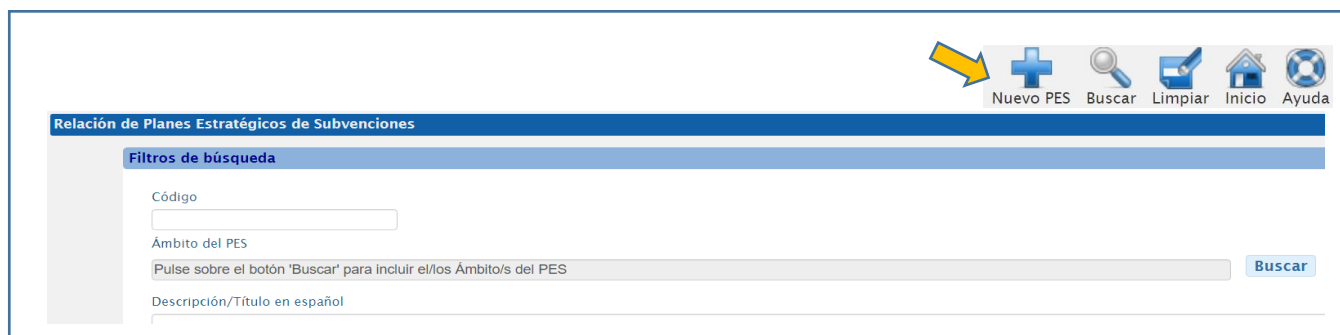 Nuevo PES Buscar Limpiar Inicio Ayuda
Relación de Planes Estratégicos de Subvenciones
Filtros de búsqueda
Código
Ámbito del PES
Pulse sobre el botón 'Buscar' para incluir el/los Ámbito/s del PES
Buscar
Descripción/Título en español